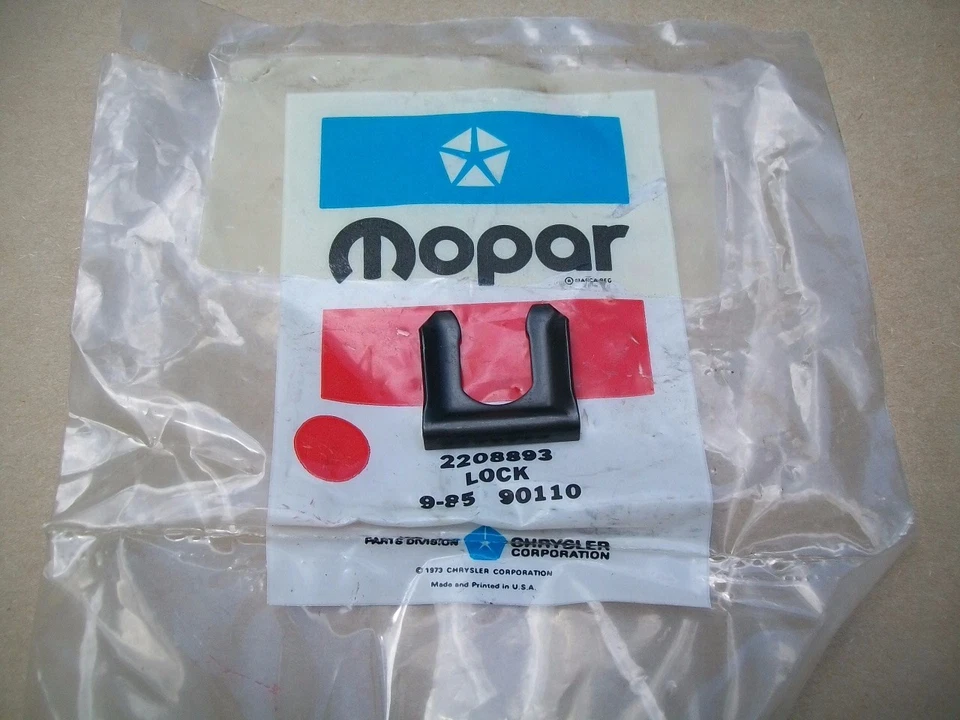 mopar
® MARCA REG
2208893
LOCK
9-85 90110
PARTS DIVISION CHRYSLER
CORPORATION
© 1973 CHRYSLER CORPORATION
Made and Printed in U.S.A.